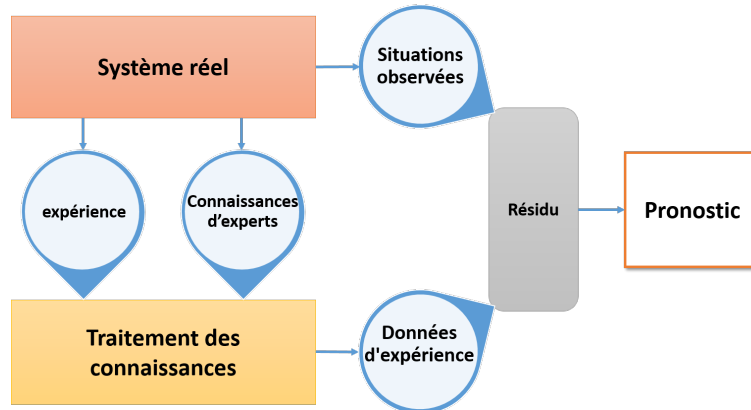 Système réel
Situations
observées
expérience
Connaissances
d’experts
Résidu
Pronostic
Traitement des
connaissances
Données
d'expérience